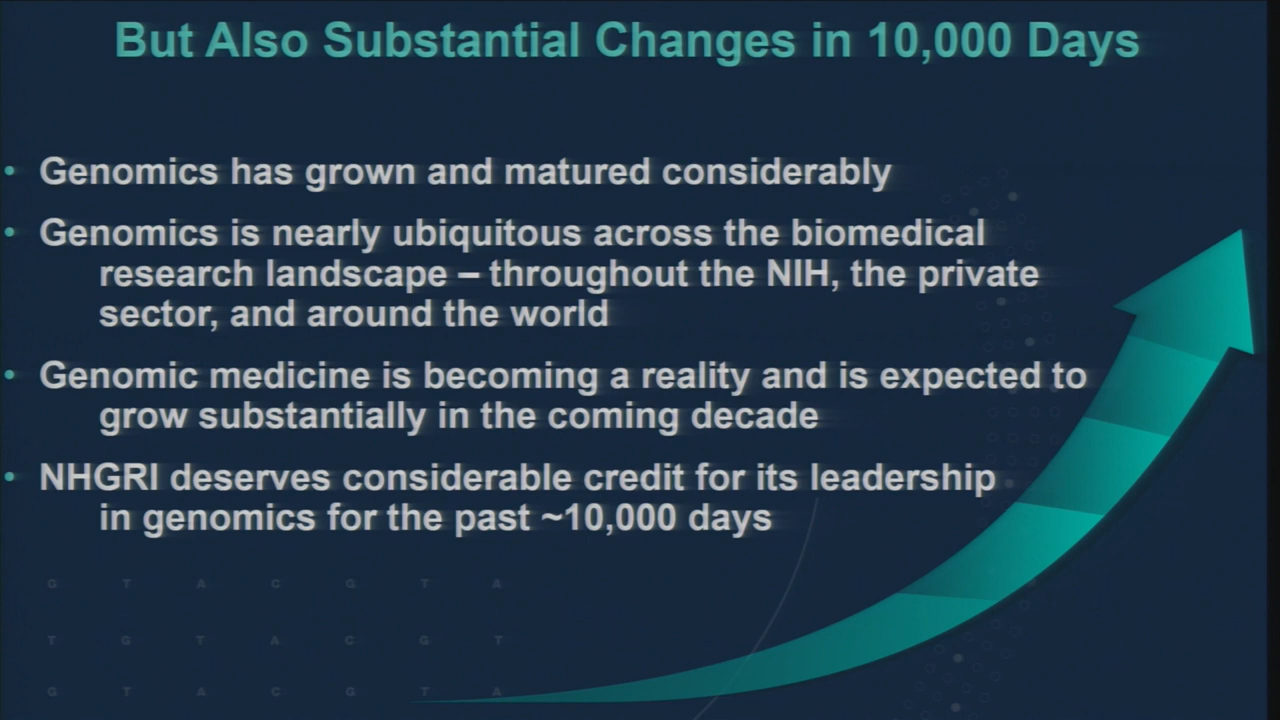 But Also Substantial Changes in 10,000 Days
• Genomics has grown and matured considerably
• Genomics is nearly ubiquitous across the biomedical
research landscape – throughout the NIH, the private
sector, and around the world
• Genomic medicine is becoming a reality and is expected to
grow substantially in the coming decade
• NHGRI deserves considerable credit for its leadership
in genomics for the past ~10,000 days
G T A C G T A
T G T A C G T
G T A C G T A